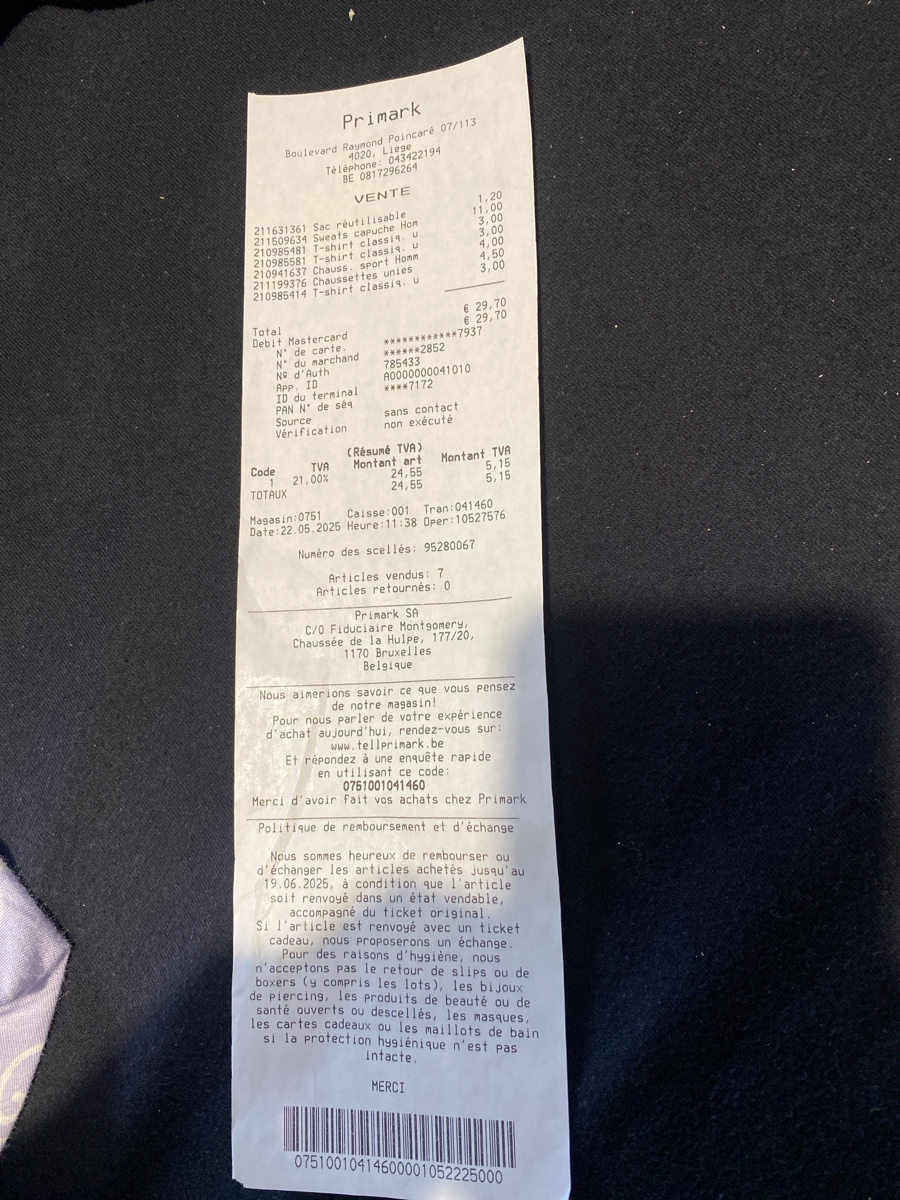 Primark
Boulevard Raymond Poincaré 07/113
4020, Liege
Téléphone: 043422194
BE 0817296264
VENTE
211631361 Sac réutilisable 1,20
211509634 Sweats capuche Hom 11,00
210985481 T-shirt classiq. u 3,00
210985581 T-shirt classiq. u 3,00
210941637 Chauss. sport Homm 4,00
211199376 Chaussettes unies 4,50
210985414 T-shirt classiq. u 3,00
Total € 29,70
Debit Mastercard € 29,70
N° de carte. ************7937
N° du marchand ******2852
Nº d'Auth 785433
App. ID A0000000041010
ID du terminal ****7172
PAN N° de séq
Source sans contact
Vérification non exécuté
(Résumé TVA)
Code TVA Montant art Montant TVA
1 21,00% 24,55 5,15
TOTAUX 24,55 5,15
Magasin:0751 Caisse:001 Tran:041460
Date:22.05.2025 Heure:11:38 Oper:10527576
Numéro des scellés: 95280067
Articles vendus: 7
Articles retournés: 0
Primark SA
C/O Fiduciaire Montgomery,
Chaussée de la Hulpe, 177/20,
1170 Bruxelles
Belgique
Nous aimerions savoir ce que vous pensez
de notre magasin!
Pour nous parler de votre expérience
d'achat aujourd'hui, rendez-vous sur:
www.tellprimark.be
Et répondez à une enquête rapide
en utilisant ce code:
0751001041460
Merci d'avoir fait vos achats chez Primark
Politique de remboursement et d'échange
Nous sommes heureux de rembourser ou
d'échanger les articles achetés jusqu'au
19.06.2025, à condition que l'article
soit renvoyé dans un état vendable,
accompagné du ticket original.
Si l'article est renvoyé avec un ticket
cadeau, nous proposerons un échange.
Pour des raisons d'hygiène, nous
n'acceptons pas le retour de slips ou de
boxers (y compris les lots), les bijoux
de piercing, les produits de beauté ou de
santé ouverts ou descellés, les masques,
les cartes cadeaux ou les maillots de bain
si la protection hygiénique n'est pas
intacte.
MERCI
07510010414600001052225000